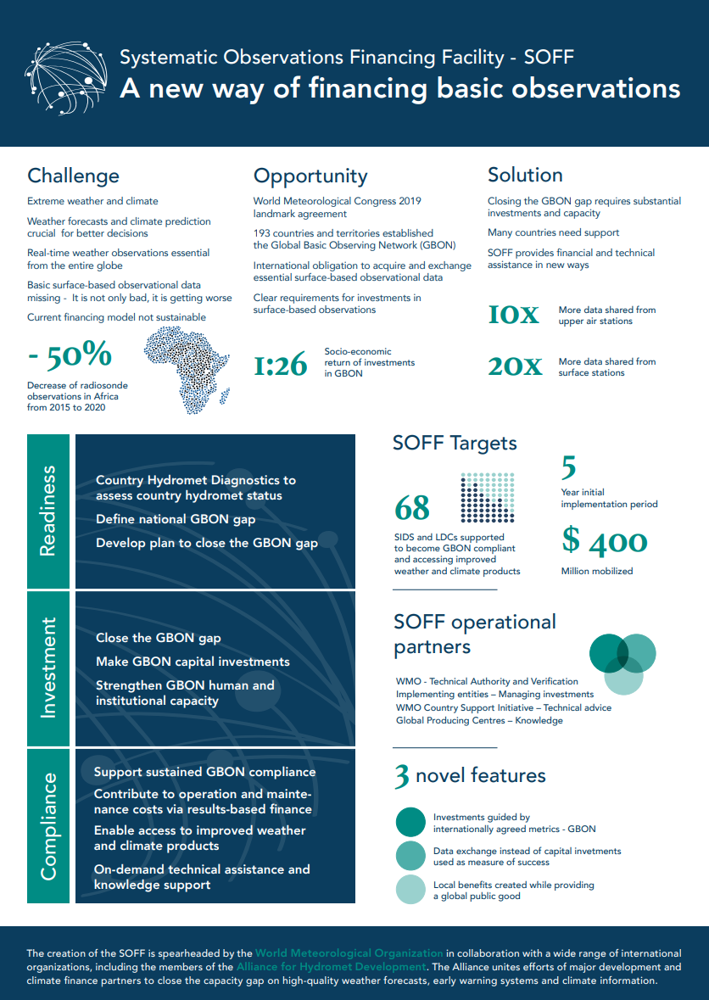 Systematic Observations Financing Facility - SOFF
A new way of financing basic observations
Challenge
Extreme weather and climate
Weather forecasts and climate prediction
crucial for better decisions
Real-time weather observations essential
from the entire globe
Basic surface-based observational data
missing - It is not only bad, it is getting worse
Current financing model not sustainable
- 50%
Decrease of radiosonde
observations in Africa
from 2015 to 2020
Opportunity
World Meteorological Congress 2019
landmark agreement
193 countries and territories established
the Global Basic Observing Network (GBON)
International obligation to acquire and exchange
essential surface-based observational data
Clear requirements for investments in
surface-based observations
1:26
Socio-economic
return of investments
in GBON
Solution
Closing the GBON gap requires substantial
investments and capacity
Many countries need support
SOFF provides financial and technical
assistance in new ways
10x
More data shared from
upper air stations
20x
More data shared from
surface stations
Readiness
Country Hydromet Diagnostics to
assess country hydromet status
Define national GBON gap
Develop plan to close the GBON gap
Investment
Close the GBON gap
Make GBON capital investments
Strengthen GBON human and
institutional capacity
Compliance
Support sustained GBON compliance
Contribute to operation and mainte-
nance costs via results-based finance
Enable access to improved weather
and climate products
On-demand technical assistance and
knowledge support
SOFF Targets
68
SIDS and LDCs supported
to become GBON compliant
and accessing improved
weather and climate products
5
Year initial
implementation period
$ 400
Million mobilized
SOFF operational
partners
WMO - Technical Authority and Verification
Implementing entities – Managing investments
WMO Country Support Initiative – Technical advice
Global Producing Centres – Knowledge
3 novel features
Investments guided by
internationally agreed metrics - GBON
Data exchange instead of capital invetments
used as measure of success
Local benefits created while providing
a global public good
The creation of the SOFF is spearheaded by the World Meteorological Organization in collaboration with a wide range of international
organizations, including the members of the Alliance for Hydromet Development. The Alliance unites efforts of major development and
climate finance partners to close the capacity gap on high-quality weather forecasts, early warning systems and climate information.